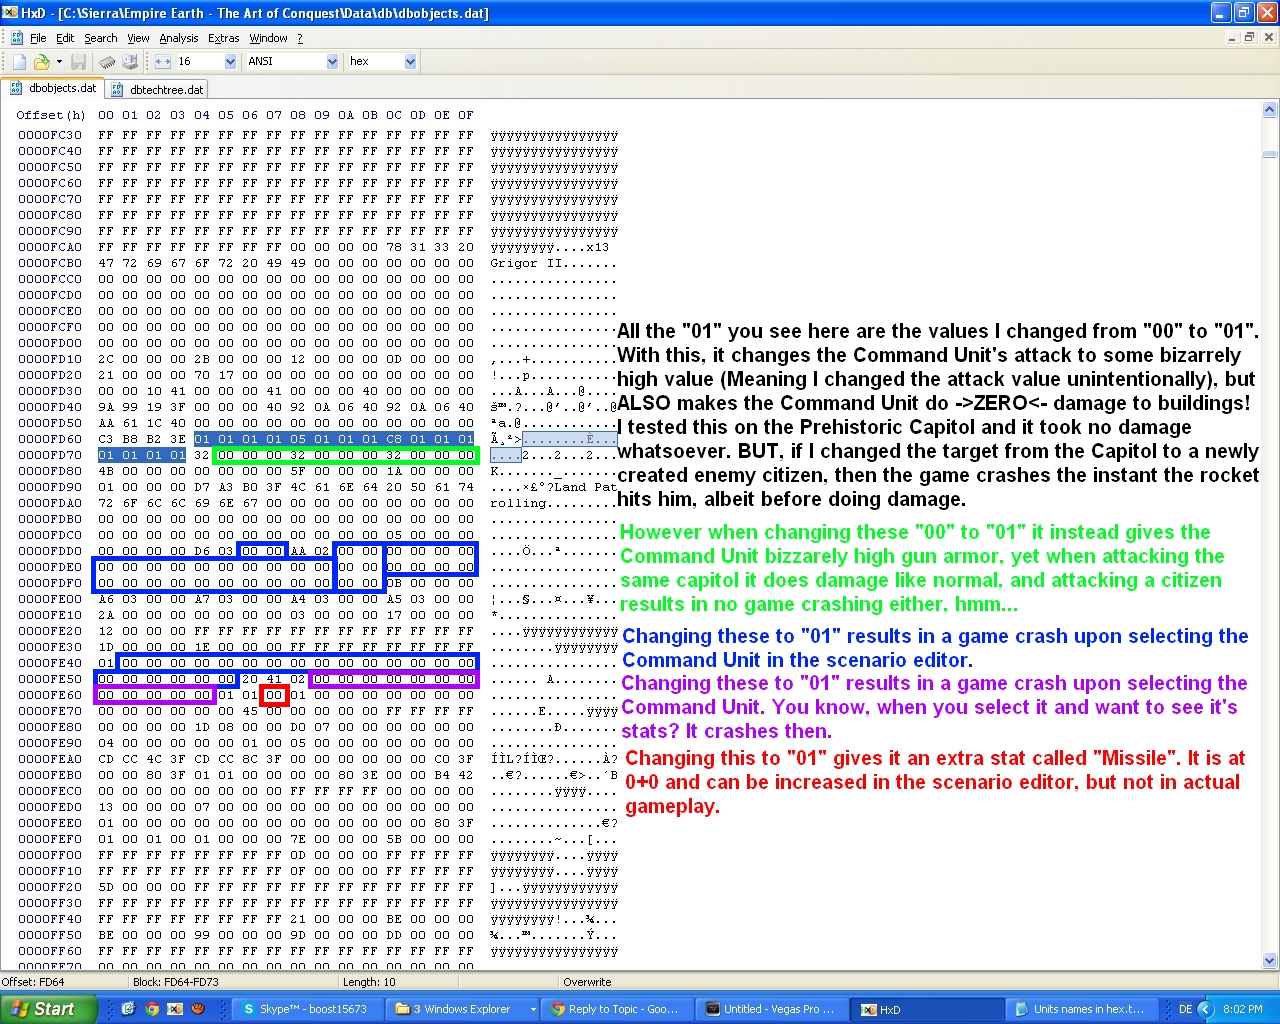 HxD - [C:\Sierra\Empire Earth - The Art of Conquest\Data\db\dbobjects.dat]
File Edit Search View Analysis Extras Window ?
16 ANSI hex
dbobjects.dat dbtechtree.dat
Offset(h) 00 01 02 03 04 05 06 07 08 09 0A 0B 0C 0D 0E 0F
0000FC30 FF FF FF FF FF FF FF FF FF FF FF FF FF FF FF FF ÿÿÿÿÿÿÿÿÿÿÿÿÿÿÿÿ
0000FC40 FF FF FF FF FF FF FF FF FF FF FF FF FF FF FF FF ÿÿÿÿÿÿÿÿÿÿÿÿÿÿÿÿ
0000FC50 FF FF FF FF FF FF FF FF FF FF FF FF FF FF FF FF ÿÿÿÿÿÿÿÿÿÿÿÿÿÿÿÿ
0000FC60 FF FF FF FF FF FF FF FF FF FF FF FF FF FF FF FF ÿÿÿÿÿÿÿÿÿÿÿÿÿÿÿÿ
0000FC70 FF FF FF FF FF FF FF FF FF FF FF FF FF FF FF FF ÿÿÿÿÿÿÿÿÿÿÿÿÿÿÿÿ
0000FC80 FF FF FF FF FF FF FF FF FF FF FF FF FF FF FF FF ÿÿÿÿÿÿÿÿÿÿÿÿÿÿÿÿ
0000FC90 FF FF FF FF FF FF FF FF FF FF FF FF FF FF FF FF ÿÿÿÿÿÿÿÿÿÿÿÿÿÿÿÿ
0000FCA0 FF FF FF FF FF FF FF FF 00 00 00 00 78 31 33 20 ÿÿÿÿÿÿÿÿ....x13
0000FCB0 47 72 69 67 6F 72 20 49 49 00 00 00 00 00 00 00 Grigor II.......
0000FCC0 00 00 00 00 00 00 00 00 00 00 00 00 00 00 00 00 ................
0000FCD0 00 00 00 00 00 00 00 00 00 00 00 00 00 00 00 00 ................
0000FCE0 00 00 00 00 00 00 00 00 00 00 00 00 00 00 00 00 ................
0000FCF0 00 00 00 00 00 00 00 00 00 00 00 00 00 00 00 00 ................
0000FD00 00 00 00 00 00 00 00 00 00 00 00 00 00 00 00 00 ................
0000FD10 2C 00 00 00 2B 00 00 00 12 00 00 00 0D 00 00 00 ,...+...........
0000FD20 21 00 00 00 70 17 00 00 00 00 00 00 00 00 00 00 !...p...........
0000FD30 00 00 10 41 00 00 00 41 00 00 00 40 00 00 00 00 ...A...A...@....
0000FD40 9A 99 19 3F 00 00 00 40 92 0A 06 40 92 0A 06 40 š™.?...@’..@’..@
0000FD50 AA 61 1C 40 00 00 00 00 00 00 00 00 00 00 00 00 ªa.@............
0000FD60 C3 B8 B2 3E 01 01 01 01 05 01 01 01 C8 01 01 01 Ã¸²>........È...
0000FD70 01 01 01 01 32 00 00 00 32 00 00 00 32 00 00 00 ....2...2...2...
0000FD80 4B 00 00 00 00 00 00 00 5F 00 00 00 1A 00 00 00 K......._.......
0000FD90 01 00 00 00 D7 A3 B0 3F 4C 61 6E 64 20 50 61 74 ....×£°?Land Pat
0000FDA0 72 6F 6C 6C 69 6E 67 00 00 00 00 00 00 00 00 00 rolling.........
0000FDB0 00 00 00 00 00 00 00 00 00 00 00 00 00 00 00 00 ................
0000FDC0 00 00 00 00 00 00 00 00 00 00 00 00 05 00 00 00 ................
0000FDD0 00 00 00 00 D6 03 00 00 AA 02 00 00 00 00 00 00 ....Ö...ª.......
0000FDE0 00 00 00 00 00 00 00 00 00 00 00 00 00 00 00 00 ................
0000FDF0 00 00 00 00 00 00 00 00 00 00 00 00 0B 00 00 00 ................
0000FE00 A6 03 00 00 A7 03 00 00 A4 03 00 00 A5 03 00 00 ¦...§...¤...¥...
0000FE10 2A 00 00 00 00 00 00 00 03 00 00 00 17 00 00 00 *...............
0000FE20 12 00 00 00 FF FF FF FF FF FF FF FF FF FF FF FF ....ÿÿÿÿÿÿÿÿÿÿÿÿ
0000FE30 1D 00 00 00 1E 00 00 00 FF FF FF FF FF FF FF FF ........ÿÿÿÿÿÿÿÿ
0000FE40 01 00 00 00 00 00 00 00 00 00 00 00 00 00 00 00 ................
0000FE50 00 00 00 00 00 00 20 41 02 00 00 00 00 00 00 00 ...... A........
0000FE60 00 00 00 00 00 01 01 00 01 00 00 00 00 00 00 00 ................
0000FE70 00 00 00 00 00 00 45 00 00 00 00 00 FF FF FF FF ......E.....ÿÿÿÿ
0000FE80 00 00 00 00 1D 08 00 00 D0 07 00 00 00 00 00 00 ........Ð.......
0000FE90 04 00 00 00 00 00 01 00 05 00 00 00 00 00 00 00 ................
0000FEA0 CD CC 4C 3F CD CC 8C 3F 00 00 00 00 00 00 C0 3F ÍÌL?ÍÌŒ?......À?
0000FEB0 00 00 80 3F 01 01 00 00 00 00 80 3E 00 00 B4 42 ..€?......€>..´B
0000FEC0 00 00 00 00 00 00 00 00 FF FF FF FF 00 00 00 00 ........ÿÿÿÿ....
0000FED0 13 00 00 00 07 00 00 00 00 00 00 00 00 00 00 00 ................
0000FEE0 01 00 00 00 00 00 00 00 00 00 00 00 00 00 80 3F ..............€?
0000FEF0 01 00 01 00 01 00 00 00 7E 00 00 00 5B 00 00 00 ........~...[...
0000FF00 FF FF FF FF FF FF FF FF 0D 00 00 00 FF FF FF FF ÿÿÿÿÿÿÿÿ....ÿÿÿÿ
0000FF10 FF FF FF FF FF FF FF FF 0F 00 00 00 FF FF FF FF ÿÿÿÿÿÿÿÿ....ÿÿÿÿ
0000FF20 5D 00 00 00 FF FF FF FF FF FF FF FF FF FF FF FF ]...ÿÿÿÿÿÿÿÿÿÿÿÿ
0000FF30 FF FF FF FF FF FF FF FF FF FF FF FF FF FF FF FF ÿÿÿÿÿÿÿÿÿÿÿÿÿÿÿÿ
0000FF40 FF FF FF FF FF FF FF FF 21 00 00 00 BE 00 00 00 ÿÿÿÿÿÿÿÿ!...¾...
0000FF50 BE 00 00 00 99 00 00 00 9D 00 00 00 DD 00 00 00 ¾...™.......Ý...
0000FF60 FF FF FF FF FF FF FF FF FF FF FF FF FF FF FF FF ÿÿÿÿÿÿÿÿÿÿÿÿÿÿÿÿ
All the "01" you see here are the values I changed from "00" to "01".
With this, it changes the Command Unit's attack to some bizarrely
high value (Meaning I changed the attack value unintentionally), but
ALSO makes the Command Unit do ->ZERO<- damage to buildings!
I tested this on the Prehistoric Capitol and it took no damage
whatsoever. BUT, if I changed the target from the Capitol to a newly
created enemy citizen, then the game crashes the instant the rocket
hits him, albeit before doing damage.
However when changing these "00" to "01" it instead gives the
Command Unit bizzarely high gun armor, yet when attacking the
same capitol it does damage like normal, and attacking a citizen
results in no game crashing either, hmm...
Changing these to "01" results in a game crash upon selecting the
Command Unit in the scenario editor.
Changing these to "01" results in a game crash upon selecting the
Command Unit. You know, when you select it and want to see it's
stats? It crashes then.
Changing this to "01" gives it an extra stat called "Missile". It is at
0+0 and can be increased in the scenario editor, but not in actual
gameplay.
Offset: FD64 Block: FD64-FD73 Length: 10 Overwrite
Start Skype™ - boost15673 3 Windows Explorer Reply to Topic - Goo... Untitled - Vegas Pro ... HxD Units names in hex.t... DE 8:02 PM